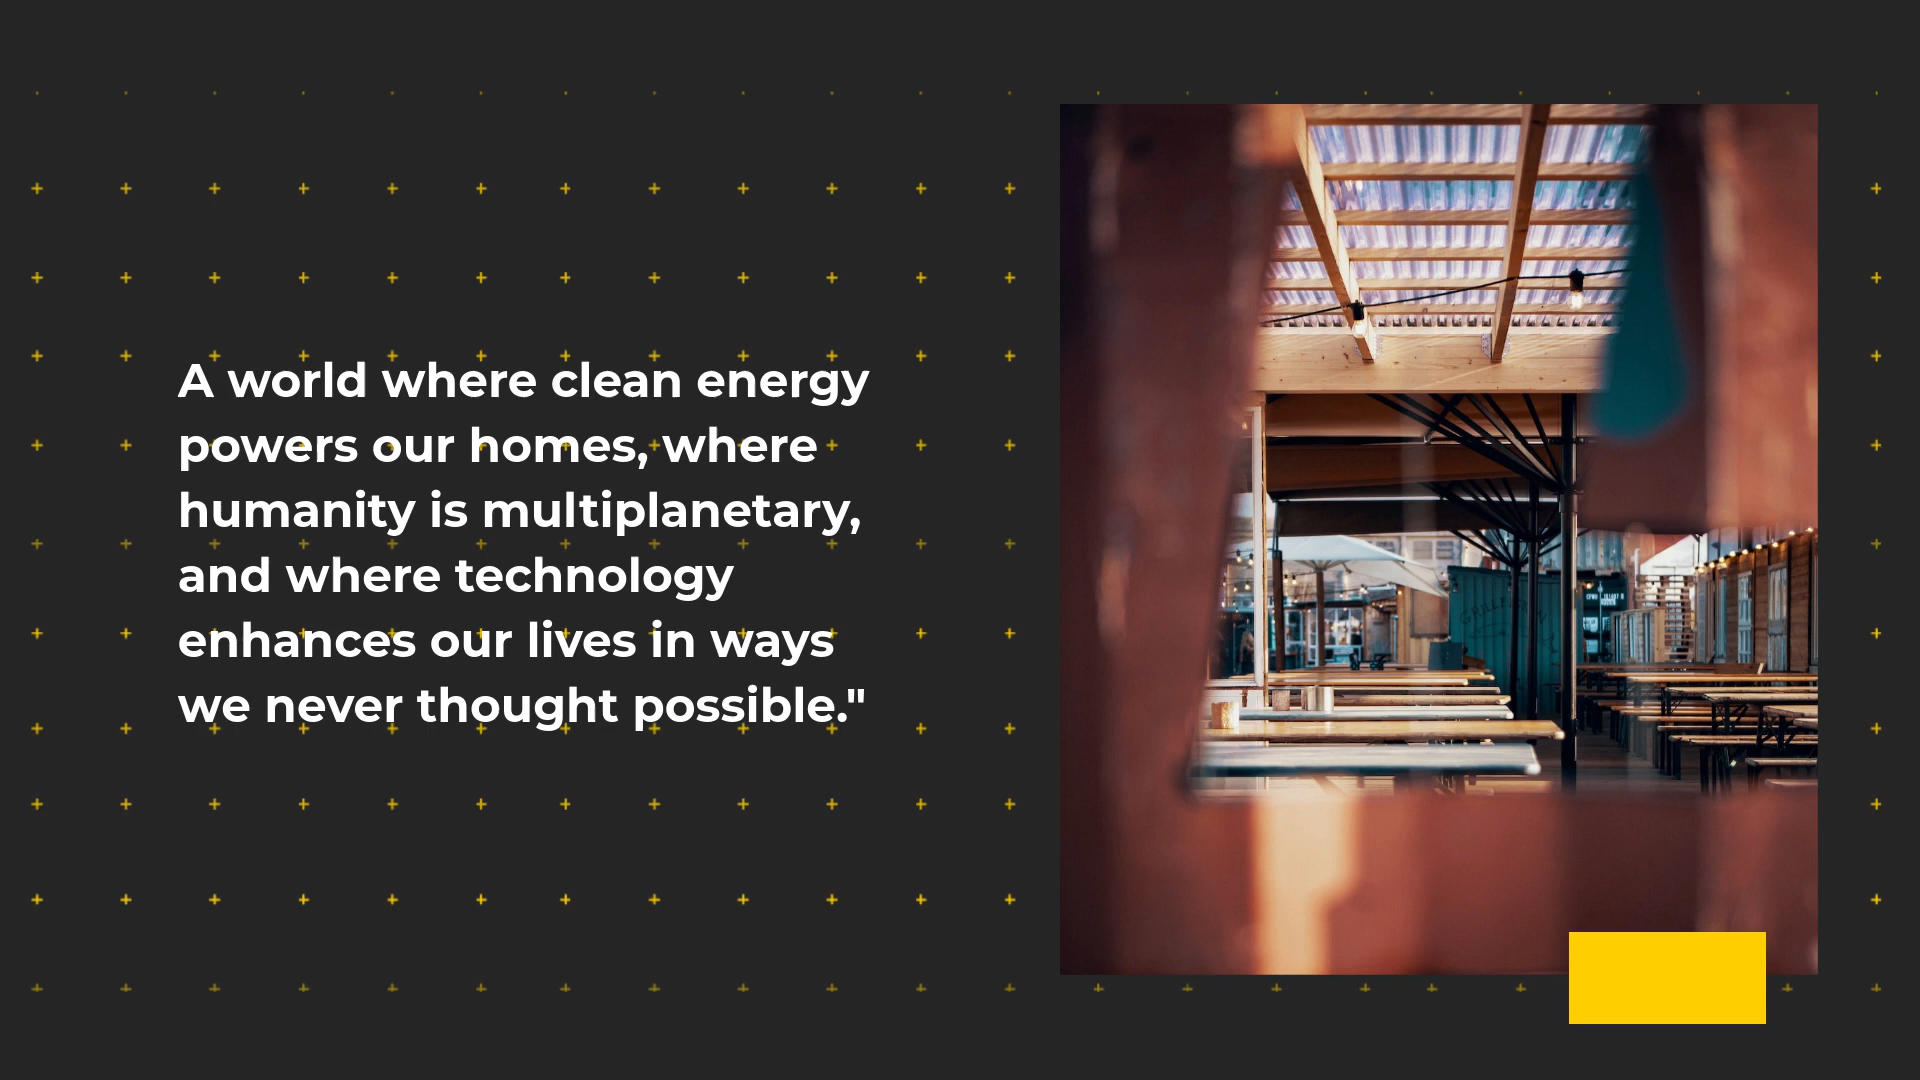 A world where clean energy
powers our homes, where
humanity is multiplanetary,
and where technology
enhances our lives in ways
we never thought possible."